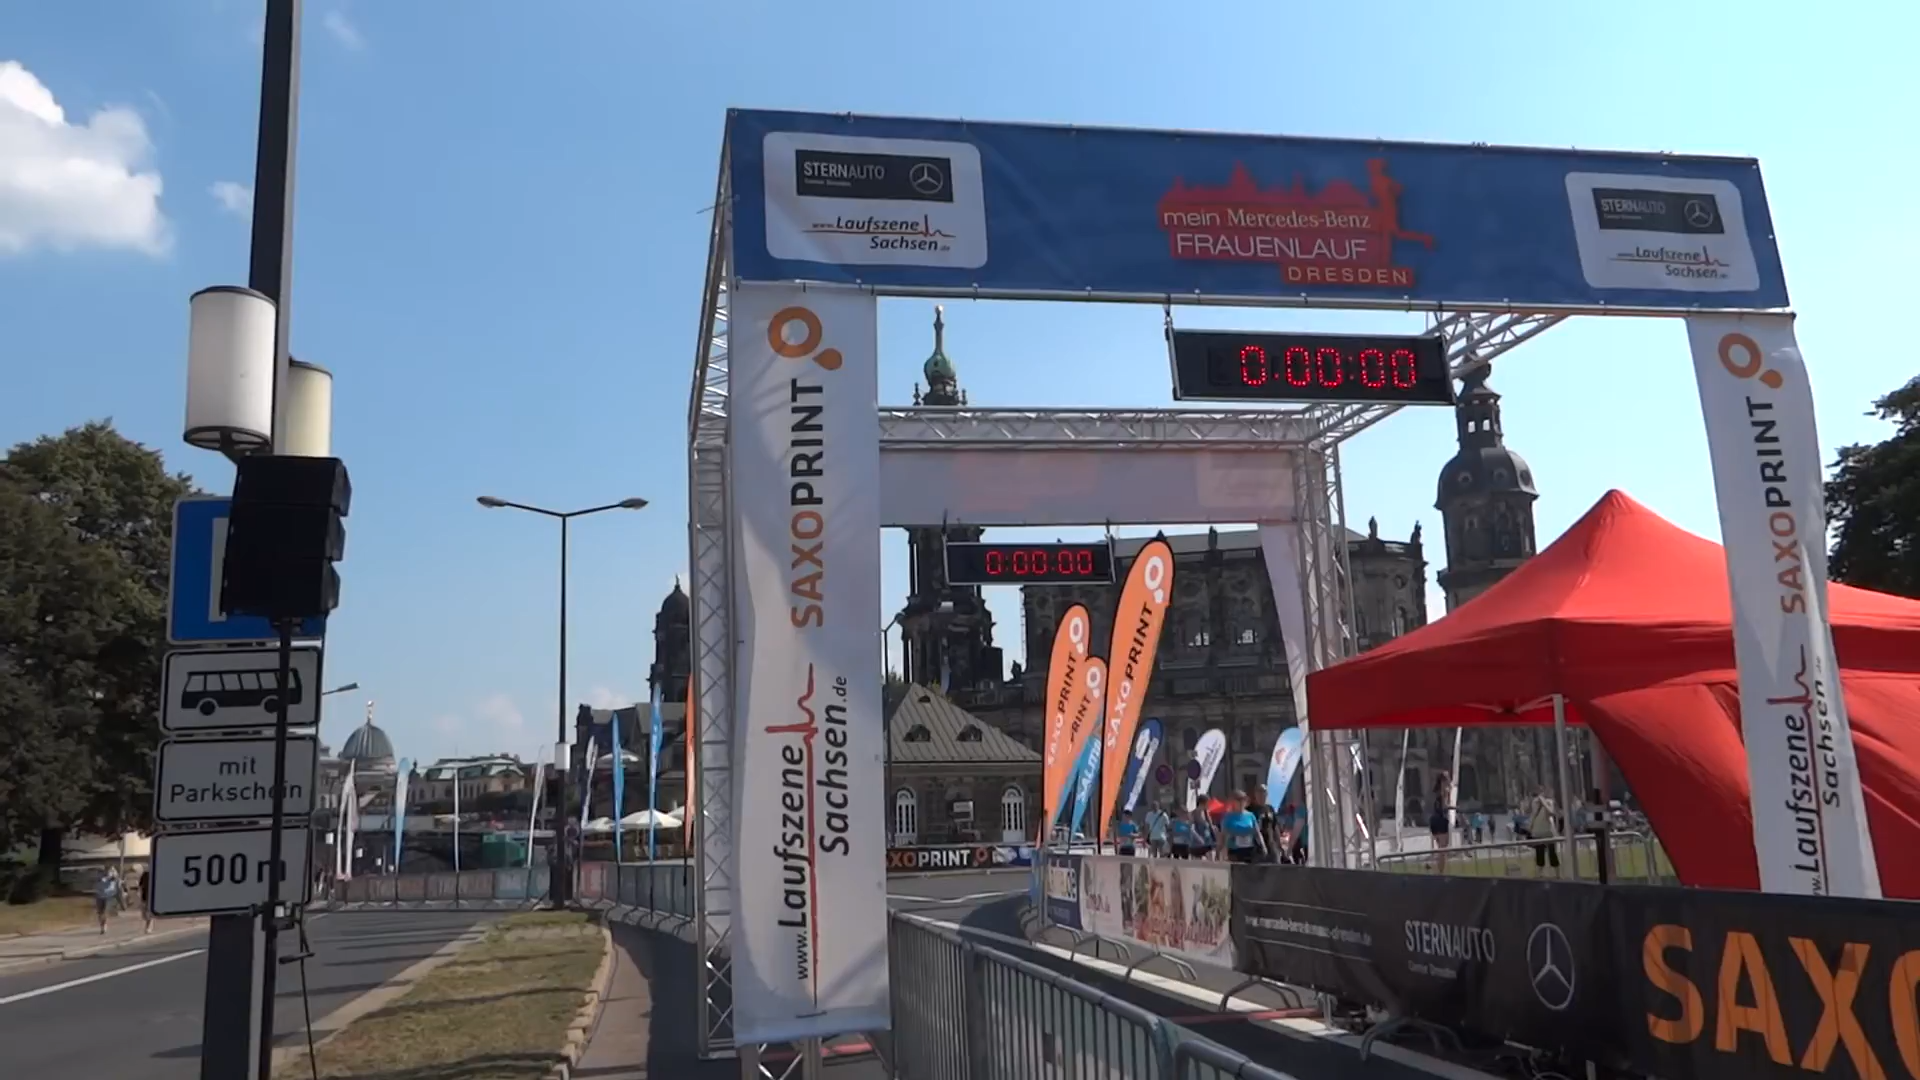 STERNAUTO
www.Laufszene
Sachsen.de
mein Mercedes-Benz
FRAUENLAUF
DRESDEN
STERNAUTO
www.Laufszene
Sachsen.de
0:00:00
0:00:00
SAXOPRINT
www.Laufszene
Sachsen.de
SAXOPRINT
www.Laufszene
Sachsen.de
SAXOPRINT
PRINT
SAXOPRINT
mit
Parkschein
500 m
XOPRINT
STERNAUTO
SAXO